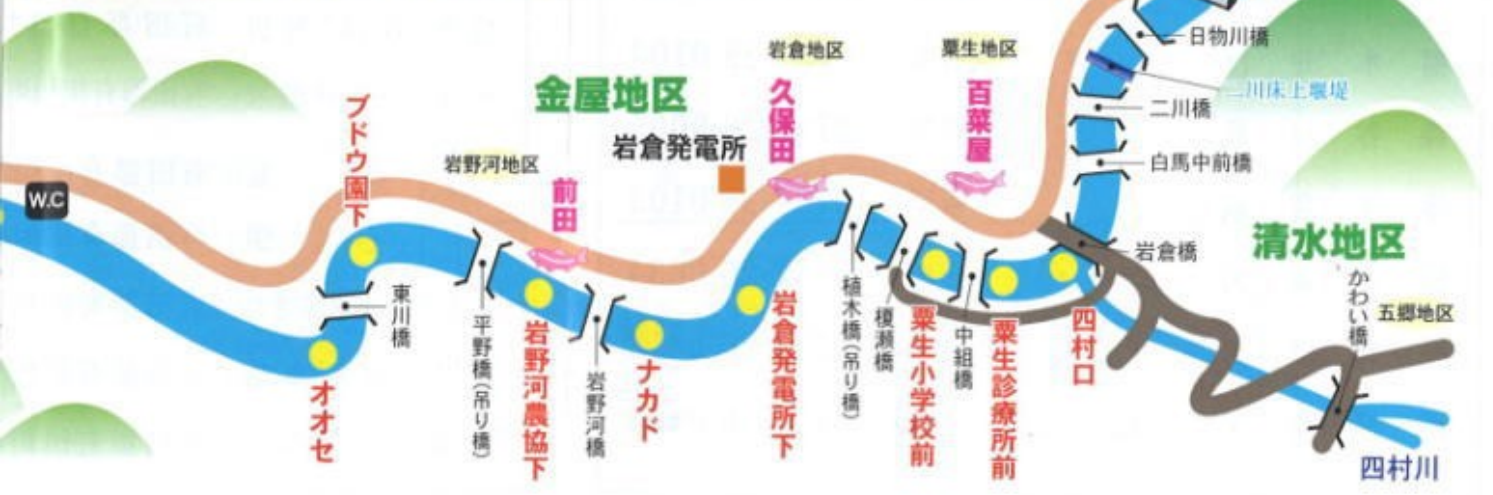 日物川橋
二川床上堰堤
二川橋
白馬中前橋
岩倉地区
粟生地区
金屋地区
久保田
百菜屋
岩倉発電所
ブドウ園下
岩野河地区
前田
W.C
清水地区
岩倉橋
かわい橋
五郷地区
東川橋
平野橋(吊り橋)
岩野河農協下
岩野河橋
ナカド
岩倉発電所下
植木橋(吊り橋)
榎瀬橋
粟生小学校前
中組橋
粟生診療所前
四村口
オオセ
四村川